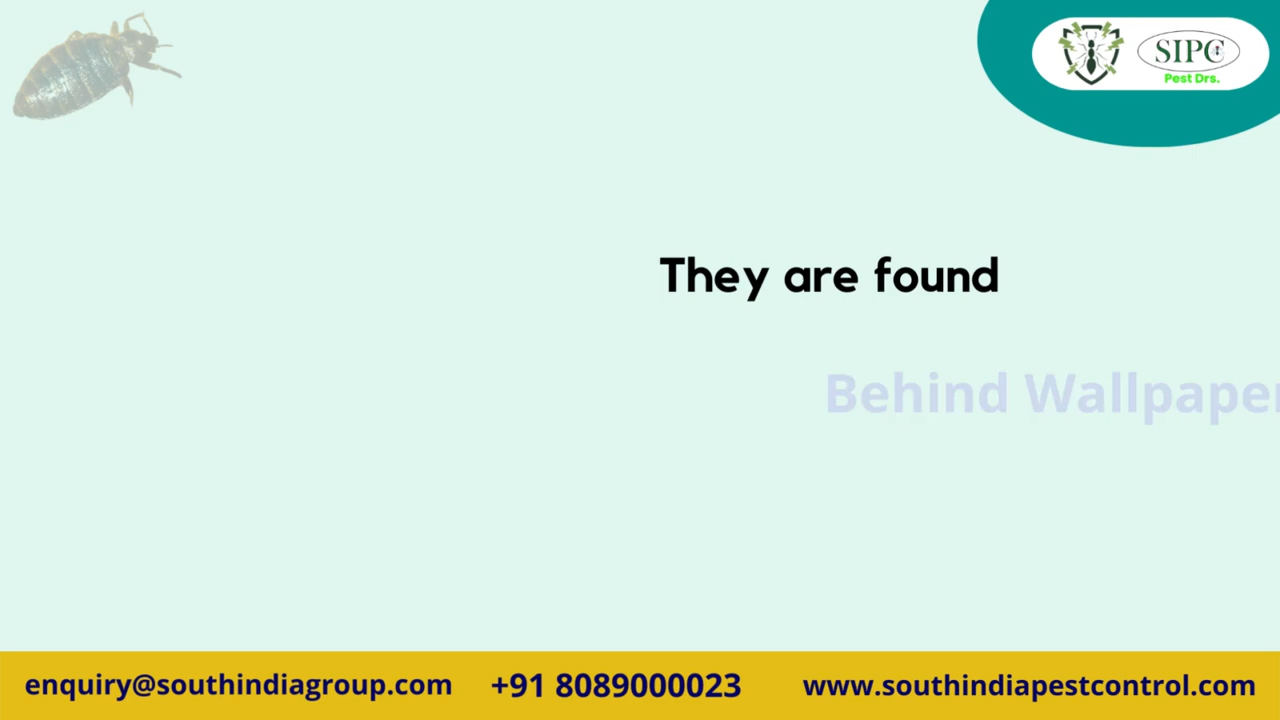 SIPC
Pest Drs.
They are found
Behind Wallpaper
enquiry@southindiagroup.com
+91 8089000023
www.southindiapestcontrol.com